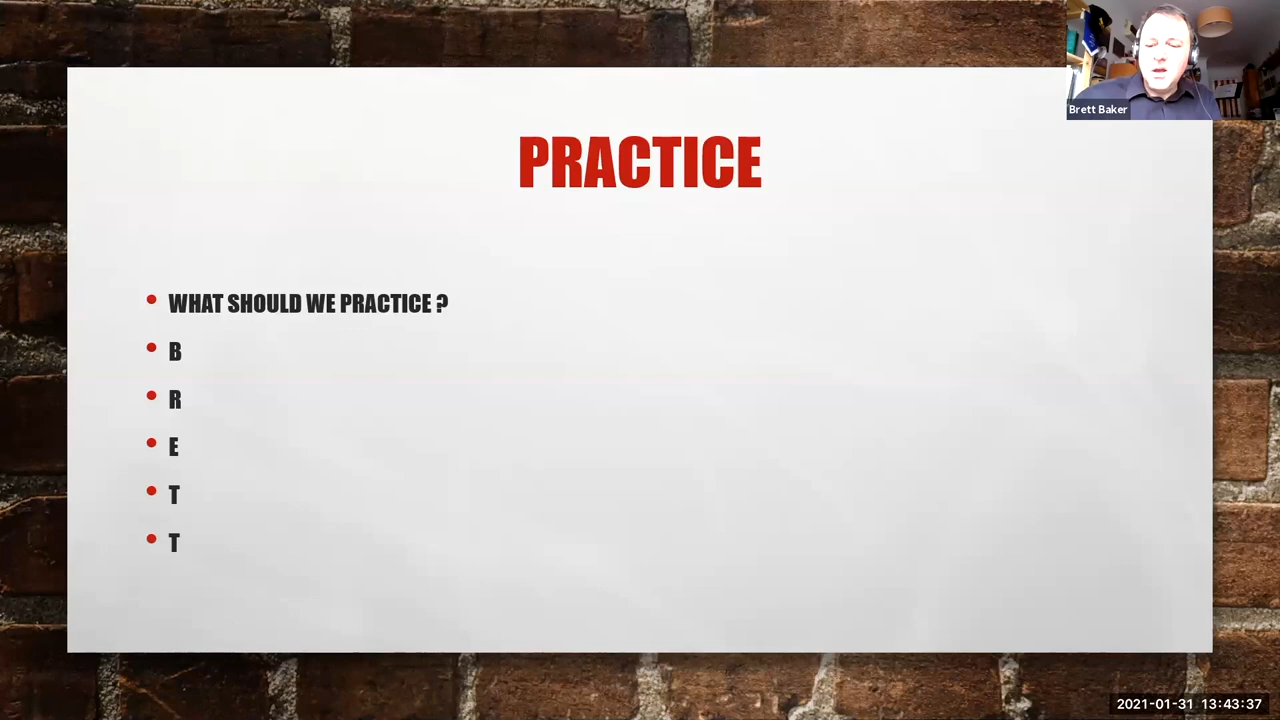 Brett Baker
PRACTICE
• WHAT SHOULD WE PRACTICE ?
• B
• R
• E
• T
• T
2021-01-31 13:43:37